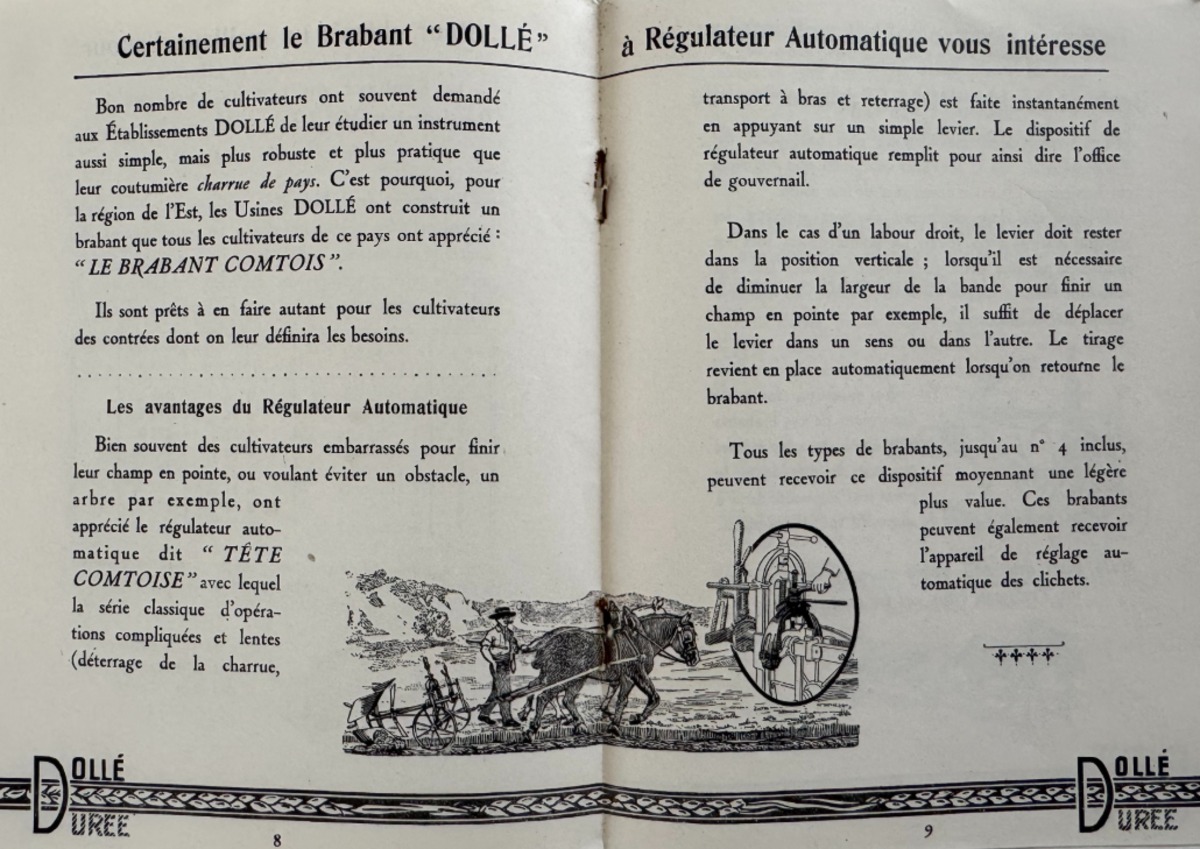 Certainement le Brabant “DOLLÉ” à Régulateur Automatique vous intéresse
Bon nombre de cultivateurs ont souvent demandé
aux Établissements DOLLÉ de leur étudier un instrument
aussi simple, mais plus robuste et plus pratique que
leur coutumière charrue de pays. C’est pourquoi, pour
la région de l’Est, les Usines DOLLÉ ont construit un
brabant que tous les cultivateurs de ce pays ont apprécié :
“ LE BRABANT COMTOIS ”.
Ils sont prêts à en faire autant pour les cultivateurs
des contrées dont on leur définira les besoins.
Les avantages du Régulateur Automatique
Bien souvent des cultivateurs embarrassés pour finir
leur champ en pointe, ou voulant éviter un obstacle, un
arbre par exemple, ont
apprécié le régulateur auto-
matique dit “ TÊTE
COMTOISE ” avec lequel
la série classique d’opéra-
tions compliquées et lentes
(déterrage de la charrue,
DOLLÉ
DUREE
8
transport à bras et reterrage) est faite instantanément
en appuyant sur un simple levier. Le dispositif de
régulateur automatique remplit pour ainsi dire l’office
de gouvernail.
Dans le cas d’un labour droit, le levier doit rester
dans la position verticale ; lorsqu’il est nécessaire
de diminuer la largeur de la bande pour finir un
champ en pointe par exemple, il suffit de déplacer
le levier dans un sens ou dans l’autre. Le tirage
revient en place automatiquement lorsqu’on retourne le
brabant.
Tous les types de brabants, jusqu’au n° 4 inclus,
peuvent recevoir ce dispositif moyennant une légère
plus value. Ces brabants
peuvent également recevoir
l’appareil de réglage au-
tomatique des clichets.
DOLLÉ
DUREE
9